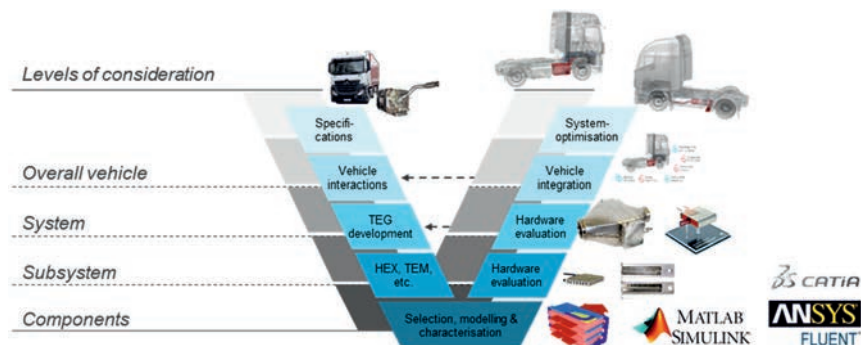 Levels of consideration
Specifi-
cations
System-
optimisation
Overall vehicle
Vehicle
interactions
Vehicle
integration
System
TEG
development
Hardware
evaluation
Subsystem
HEX, TEM,
etc.
Hardware
evaluation
Components
Selection, modelling &
characterisation
MATLAB
SIMULINK
CATIA
ANSYS
FLUENT